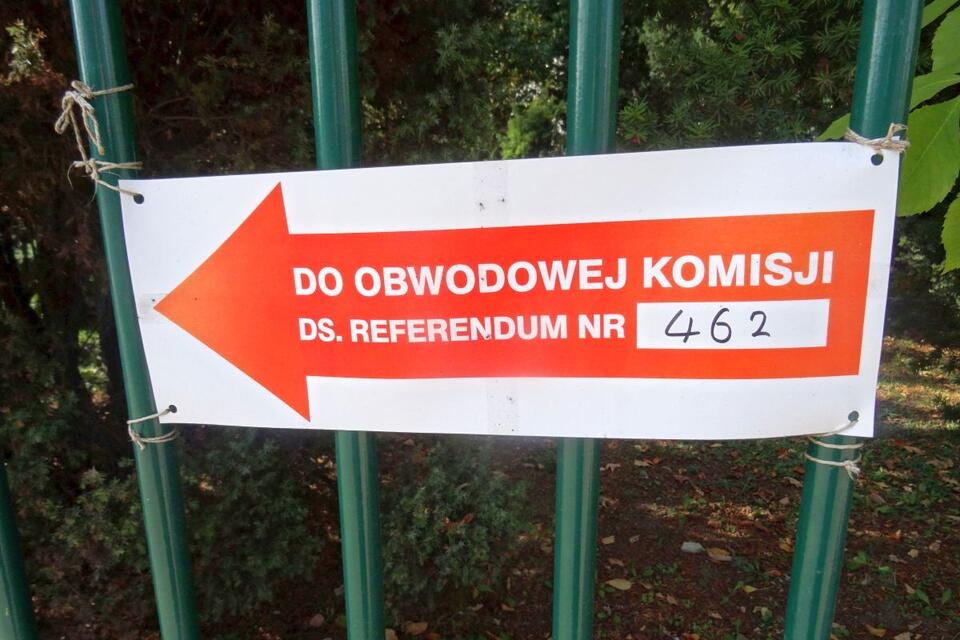 DO OBWODOWEJ KOMISJI
DS. REFERENDUM NR 462